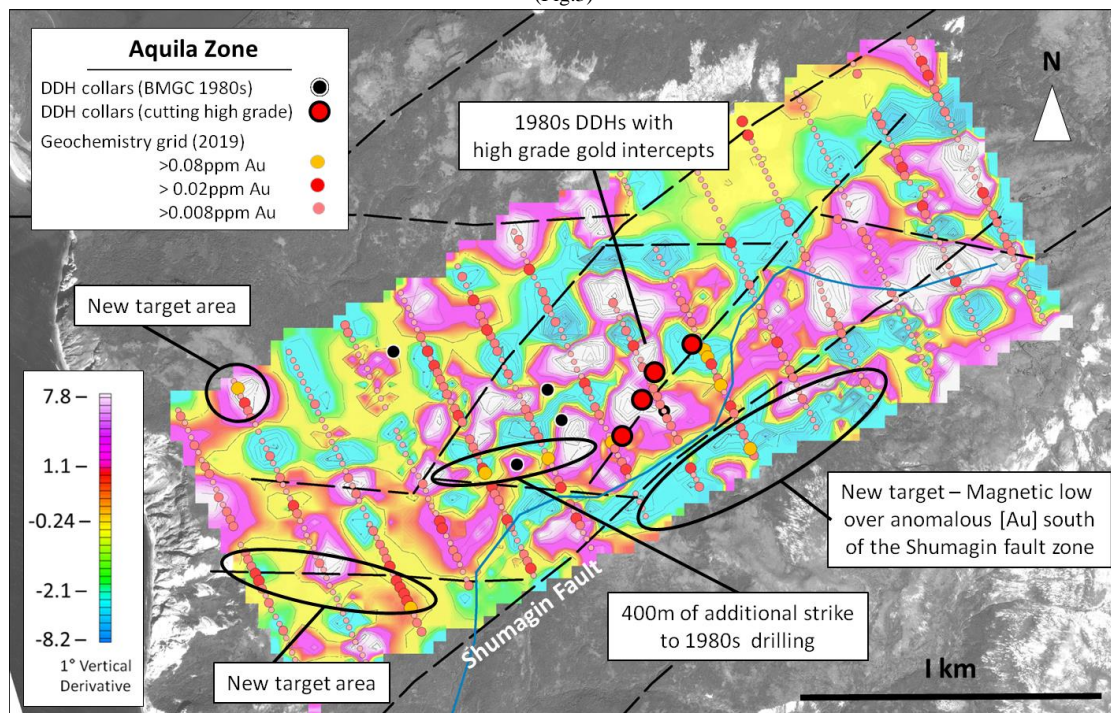 (Fig.3)
Aquila Zone
DDH collars (BMGC 1980s)
DDH collars (cutting high grade)
Geochemistry grid (2019)
>0.08ppm Au
> 0.02ppm Au
>0.008ppm Au
1980s DDHs with
high grade gold intercepts
N
New target area
7.8
1.1
-0.24
-2.1
-8.2
1° Vertical
Derivative
New target – Magnetic low
over anomalous [Au] south
of the Shumagin fault zone
Shumagin Fault
400m of additional strike
to 1980s drilling
New target area
I km